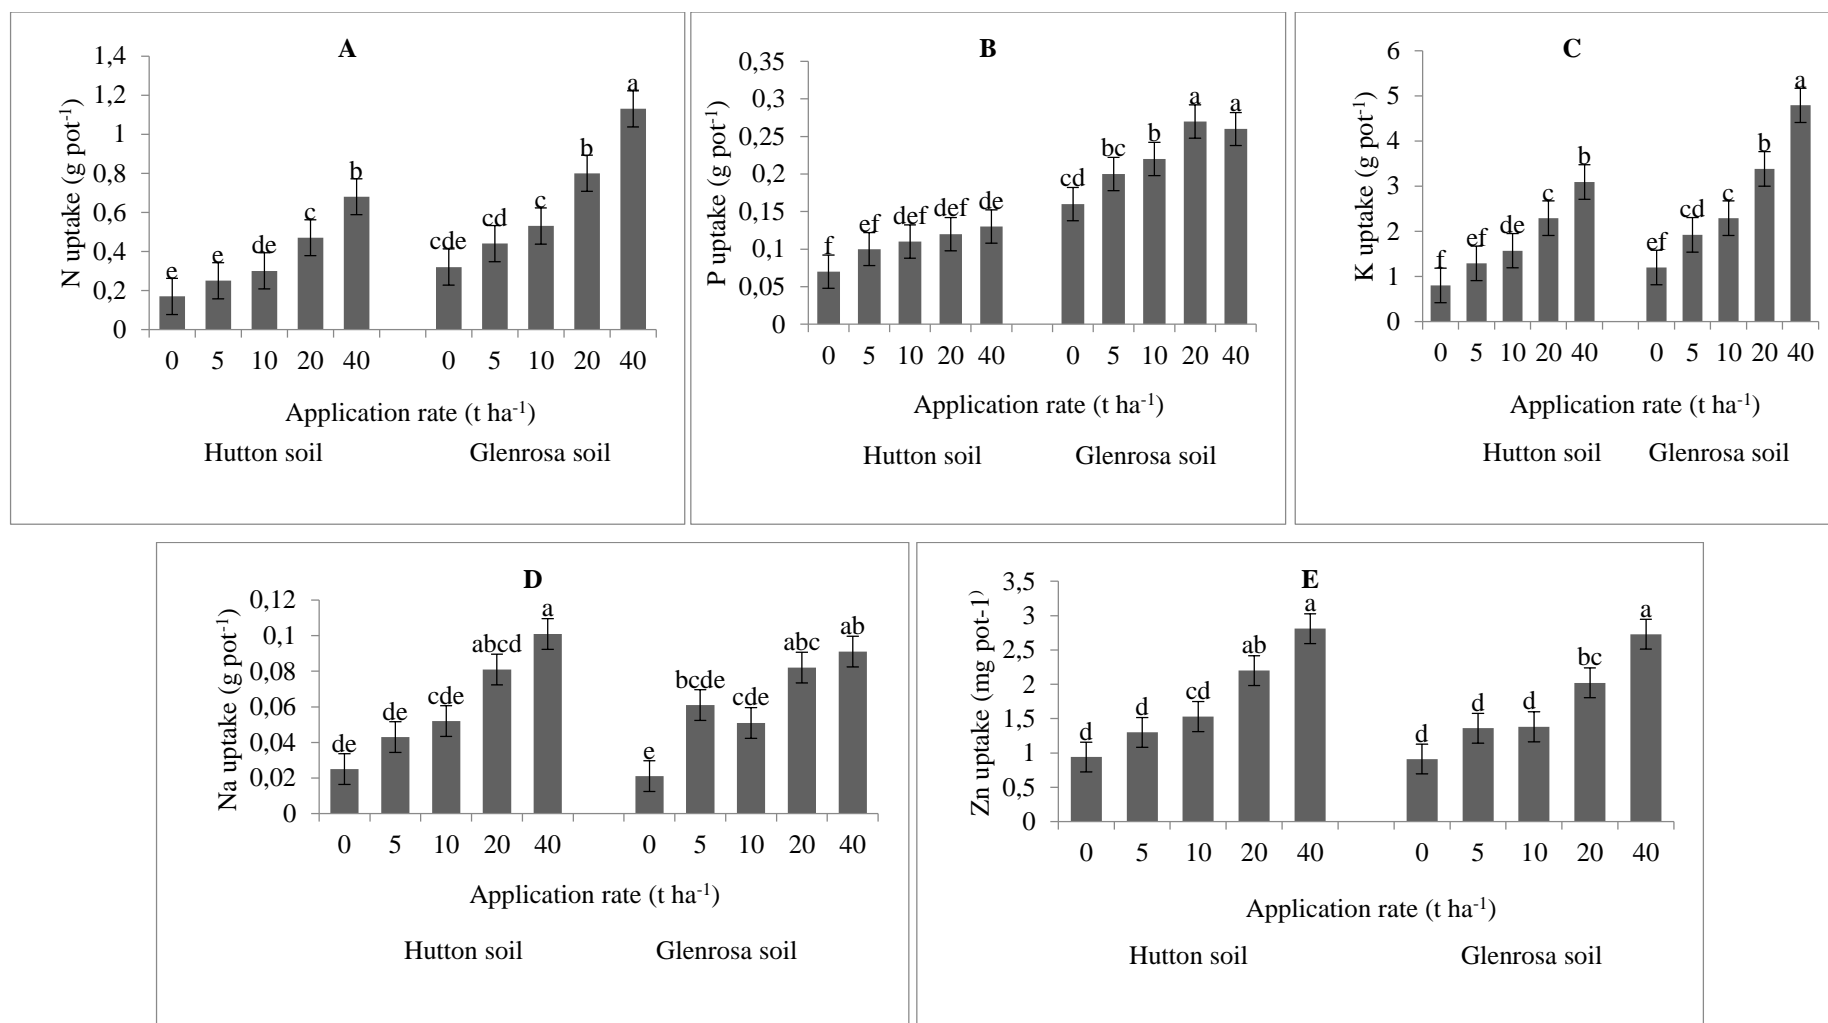 A
N uptake (g pot-1)
1,4
1,2
1
0,8
0,6
0,4
0,2
0
e e de c b cde cd c b a
0 5 10 20 40 0 5 10 20 40
Application rate (t ha-1)
Hutton soil Glenrosa soil
B
P uptake (g pot-1)
0,35
0,3
0,25
0,2
0,15
0,1
0,05
0
f ef def def de cd bc b a a
0 5 10 20 40 0 5 10 20 40
Application rate (t ha-1)
Hutton soil Glenrosa soil
C
K uptake (g pot-1)
6
5
4
3
2
1
0
f ef de c b ef cd c b a
0 5 10 20 40 0 5 10 20 40
Application rate (t ha-1)
Hutton soil Glenrosa soil
D
Na uptake (g pot-1)
0,12
0,1
0,08
0,06
0,04
0,02
0
de de cde abcd a e bcde cde abc ab
0 5 10 20 40 0 5 10 20 40
Application rate (t ha-1)
Hutton soil Glenrosa soil
E
Zn uptake (mg pot-1)
3,5
3
2,5
2
1,5
1
0,5
0
d d cd ab a d d d bc a
0 5 10 20 40 0 5 10 20 40
Application rate (t ha-1)
Hutton soil Glenrosa soil